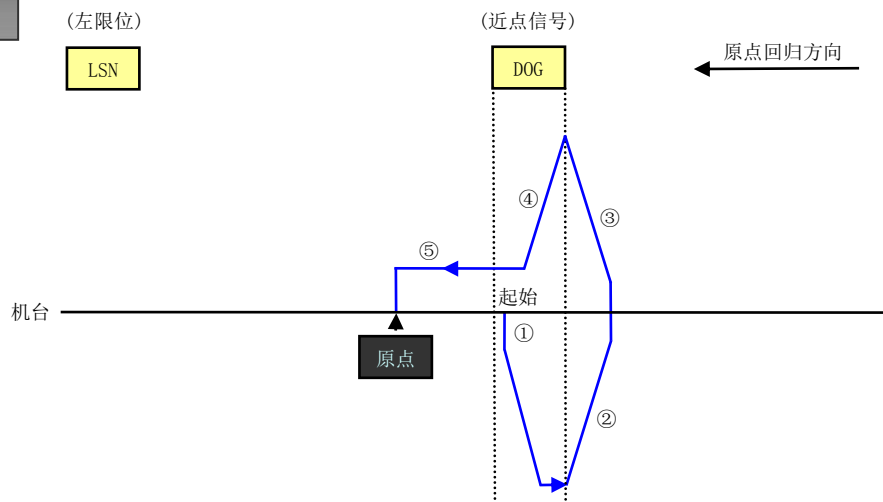 (左限位)
(近点信号)
LSN
DOG
原点回归方向
④
③
⑤
起始
机台
①
原点
②